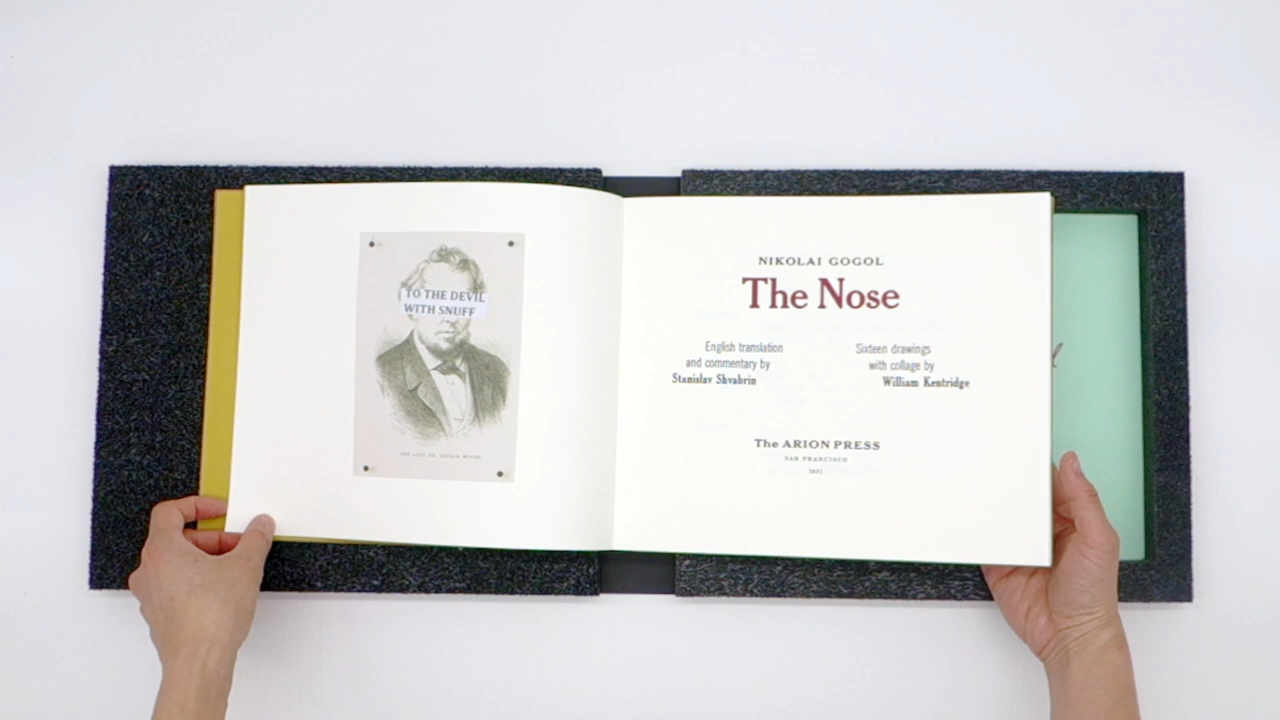 TO THE DEVIL
WITH SNUFF
NIKOLAI GOGOL
The Nose
English translation
and commentary by
Stanislav Shvabrin
Sixteen drawings
with collage by
William Kentridge
The ARION PRESS
SAN FRANCISCO
2021